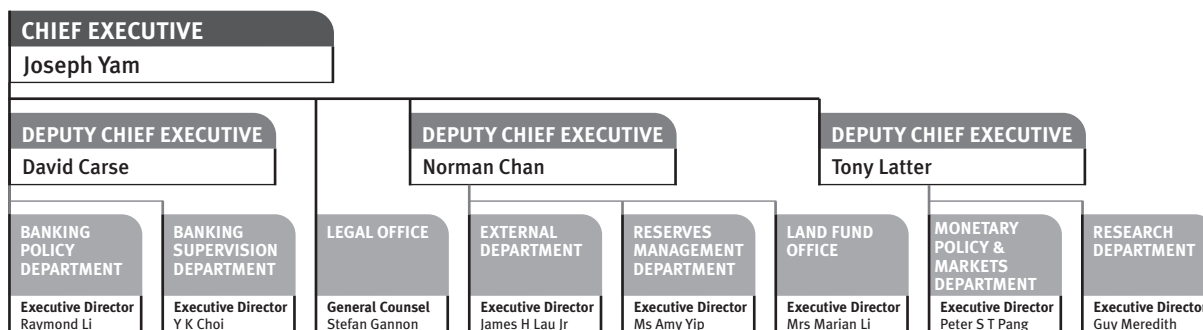 CHIEF EXECUTIVE
Joseph Yam
DEPUTY CHIEF EXECUTIVE
David Carse
DEPUTY CHIEF EXECUTIVE
Norman Chan
DEPUTY CHIEF EXECUTIVE
Tony Latter
BANKING
POLICY
DEPARTMENT
Executive Director
Raymond Li
BANKING
SUPERVISION
DEPARTMENT
Executive Director
Y K Choi
LEGAL OFFICE
General Counsel
Stefan Gannon
EXTERNAL
DEPARTMENT
Executive Director
James H Lau Jr
RESERVES
MANAGEMENT
DEPARTMENT
Executive Director
Ms Amy Yip
LAND FUND
OFFICE
Executive Director
Mrs Marian Li
MONETARY
POLICY &
MARKETS
DEPARTMENT
Executive Director
Peter S T Pang
RESEARCH
DEPARTMENT
Executive Director
Guy Meredith